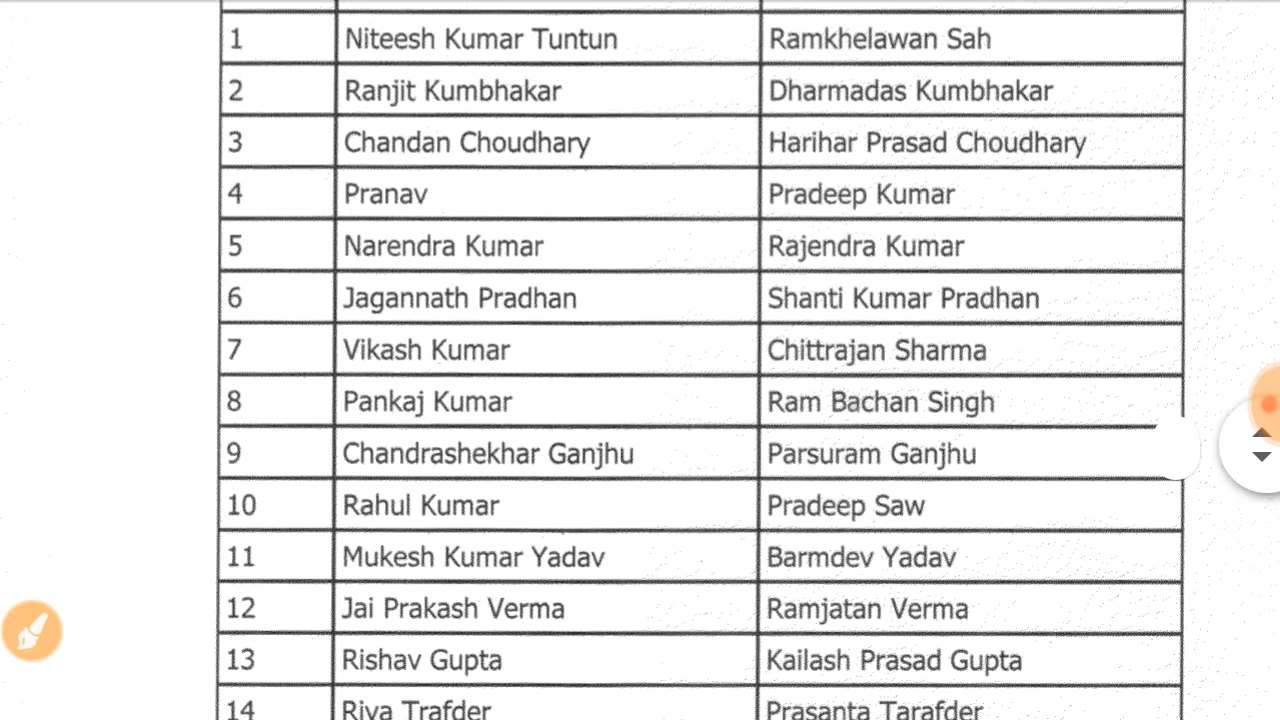 1 Niteesh Kumar Tuntun Ramkhelawan Sah
2 Ranjit Kumbhakar Dharmadas Kumbhakar
3 Chandan Choudhary Harihar Prasad Choudhary
4 Pranav Pradeep Kumar
5 Narendra Kumar Rajendra Kumar
6 Jagannath Pradhan Shanti Kumar Pradhan
7 Vikash Kumar Chittrajan Sharma
8 Pankaj Kumar Ram Bachan Singh
9 Chandrashekhar Ganjhu Parsuram Ganjhu
10 Rahul Kumar Pradeep Saw
11 Mukesh Kumar Yadav Barmdev Yadav
12 Jai Prakash Verma Ramjatan Verma
13 Rishav Gupta Kailash Prasad Gupta
14 Riya Trafder Prasanta Tarafder